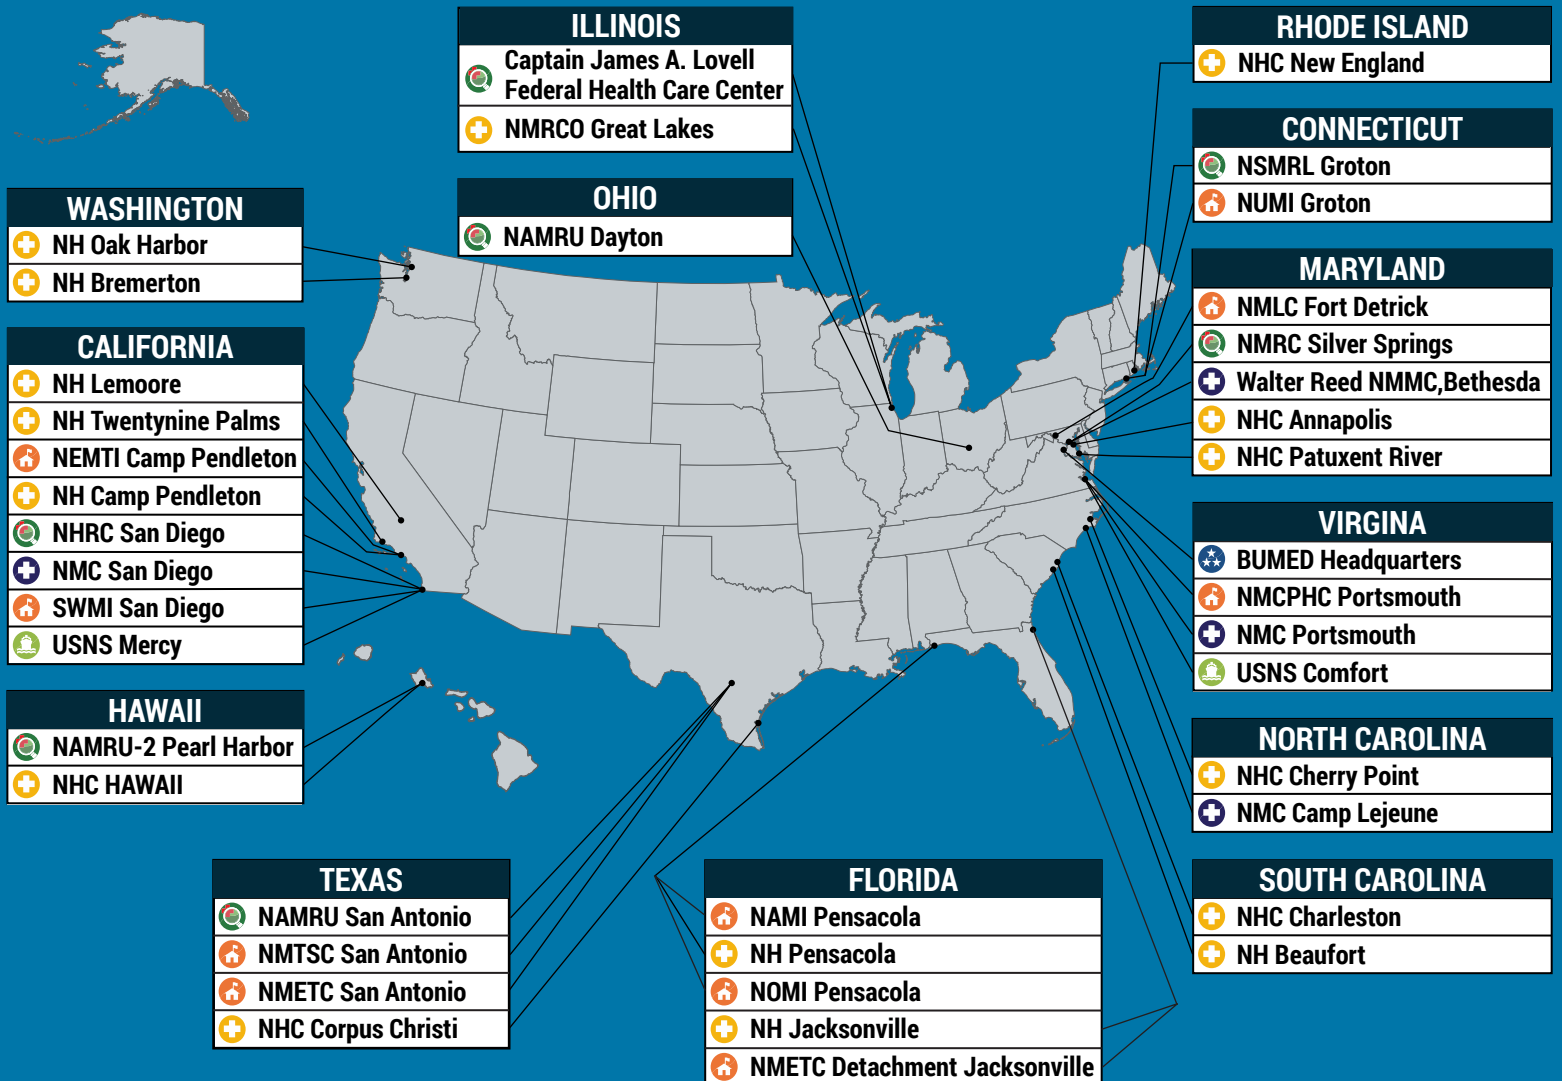 ILLINOIS
Captain James A. Lovell
Federal Health Care Center
NMRCO Great Lakes
OHIO
NAMRU Dayton
RHODE ISLAND
NHC New England
CONNECTICUT
NSMRL Groton
NUMI Groton
WASHINGTON
NH Oak Harbor
NH Bremerton
MARYLAND
NMLC Fort Detrick
NMRC Silver Springs
Walter Reed NMMC,Bethesda
NHC Annapolis
NHC Patuxent River
CALIFORNIA
NH Lemoore
NH Twentynine Palms
NEMTI Camp Pendleton
NH Camp Pendleton
NHRC San Diego
NMC San Diego
SWMI San Diego
USNS Mercy
VIRGINA
BUMED Headquarters
NMCPHC Portsmouth
NMC Portsmouth
USNS Comfort
HAWAII
NAMRU-2 Pearl Harbor
NHC HAWAII
NORTH CAROLINA
NHC Cherry Point
NMC Camp Lejeune
TEXAS
NAMRU San Antonio
NMTSC San Antonio
NMETC San Antonio
NHC Corpus Christi
FLORIDA
NAMI Pensacola
NH Pensacola
NOMI Pensacola
NH Jacksonville
NMETC Detachment Jacksonville
SOUTH CAROLINA
NHC Charleston
NH Beaufort